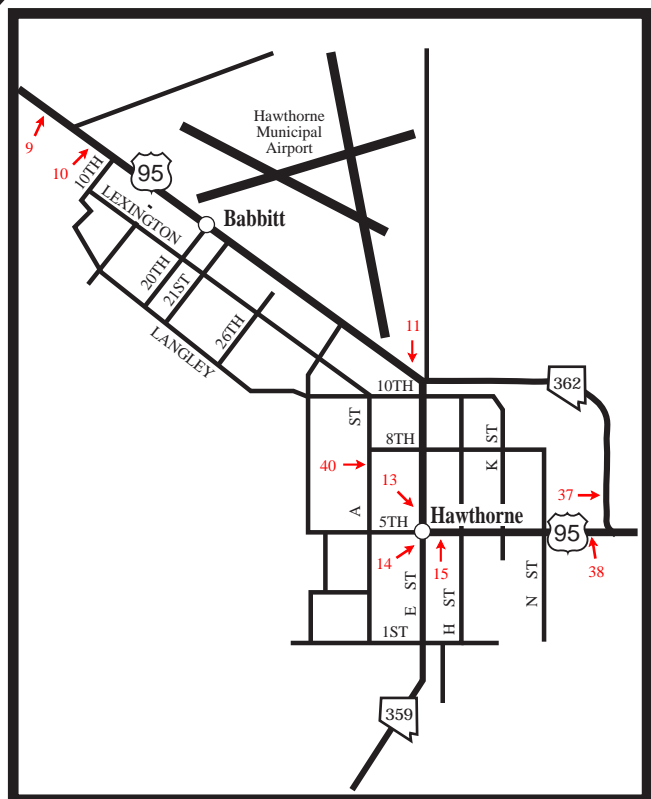 Hawthorne
Municipal
Airport
9
10
10TH
95
LEXINGTON
Babbitt
20TH
21ST
26TH
LANGLEY
11
10TH
362
ST
8TH
K ST
40
13
37
A
5TH
Hawthorne
95
14
15
38
E ST
H ST
N ST
1ST
359